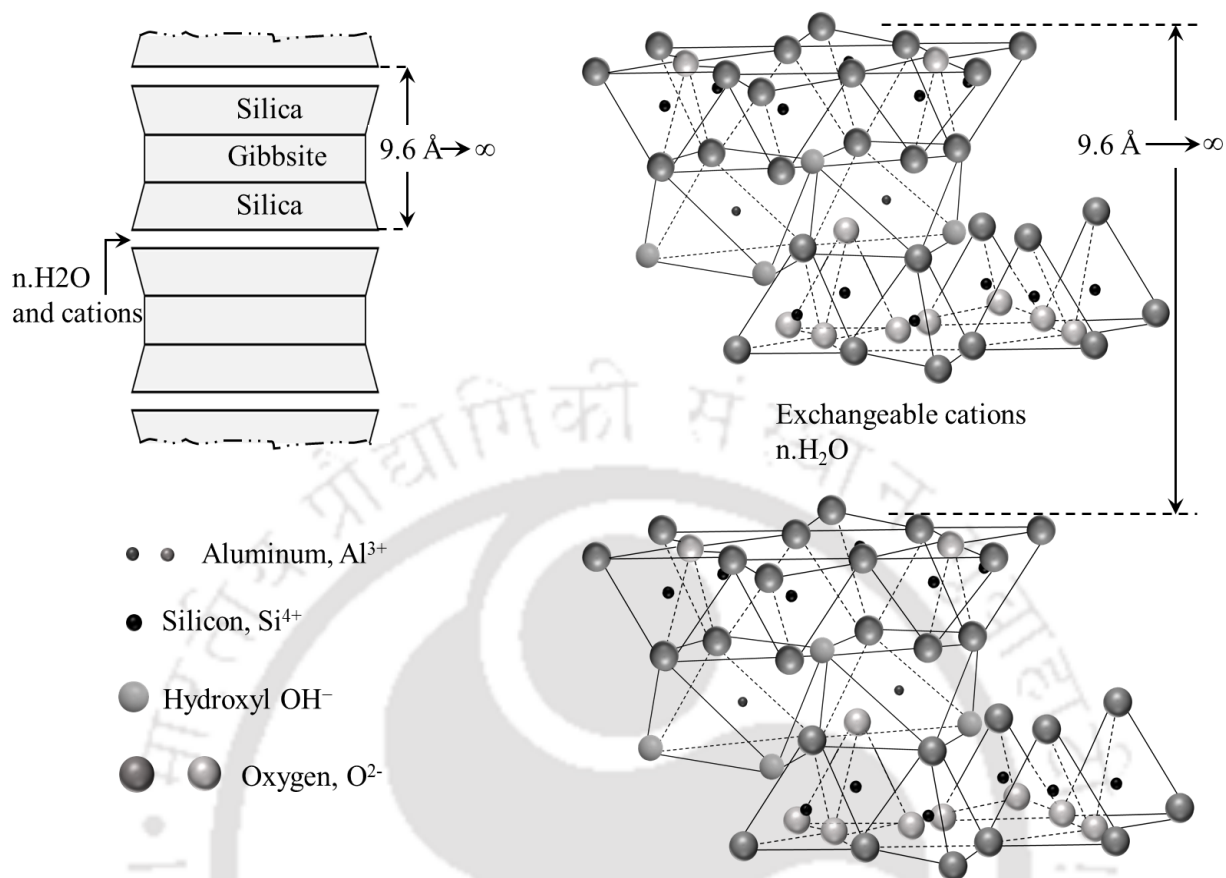 Silica
Gibbsite
Silica
9.6 Å → ∞
n.H2O
and cations
9.6 Å → ∞
Exchangeable cations
n.H₂O
Aluminum, Al³⁺
Silicon, Si⁴⁺
Hydroxyl OH⁻
Oxygen, O²⁻